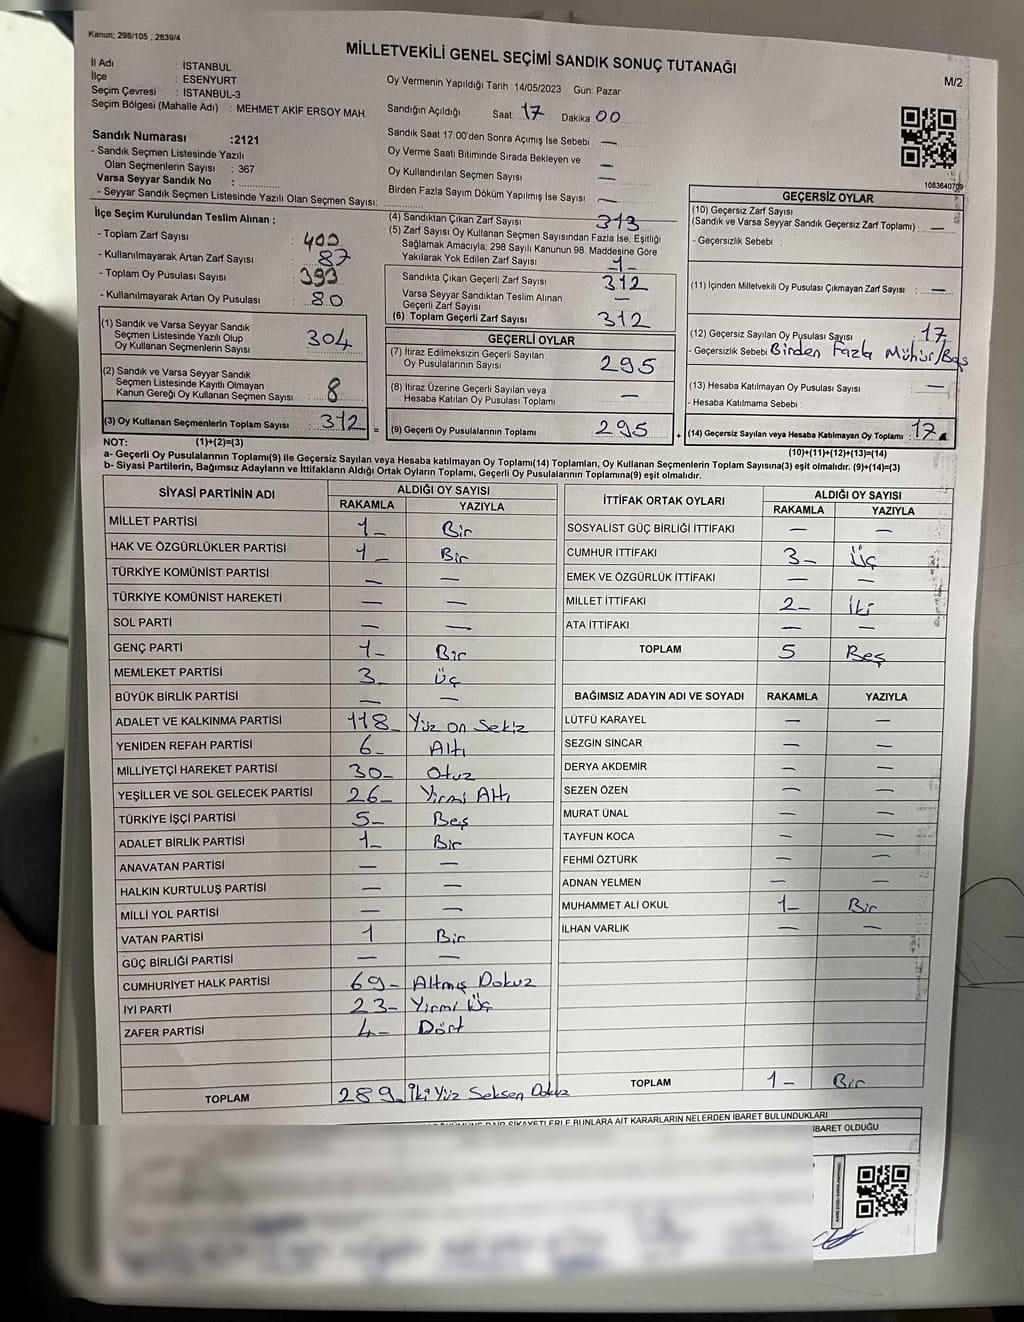 Kanun; 298/105 , 2839/4
MİLLETVEKİLİ GENEL SEÇİMİ SANDIK SONUÇ TUTANAĞI
M/2
İl Adı : İSTANBUL
İlçe : ESENYURT
Seçim Çevresi : İSTANBUL-3
Seçim Bölgesi (Mahalle Adı) : MEHMET AKİF ERSOY MAH.
Sandık Numarası :2121
- Sandık Seçmen Listesinde Yazılı
Olan Seçmenlerin Sayısı : 367
Varsa Seyyar Sandık No :
- Seyyar Sandık Seçmen Listesinde Yazılı Olan Seçmen Sayısı:
Oy Vermenin Yapıldığı Tarih : 14/05/2023 Gün: Pazar
Sandığın Açıldığı Saat: 17 Dakika 00
Sandık Saat 17:00'den Sonra Açımış İse Sebebi : —
Oy Verme Saati Bitiminde Sırada Bekleyen ve —
Oy Kullandırılan Seçmen Sayısı —
Birden Fazla Sayım Döküm Yapılmış İse Sayısı —
1083640709
İlçe Seçim Kurulundan Teslim Alınan ;
- Toplam Zarf Sayısı : 400
- Kullanılmayarak Artan Zarf Sayısı : 87
- Toplam Oy Pusulası Sayısı : 393
- Kullanılmayarak Artan Oy Pusulası : 80
(1) Sandık ve Varsa Seyyar Sandık
Seçmen Listesinde Yazılı Olup
Oy Kullanan Seçmenlerin Sayısı : 304
(2) Sandık ve Varsa Seyyar Sandık
Seçmen Listesinde Kayıtlı Olmayan
Kanun Gereği Oy Kullanan Seçmen Sayısı : 8
(3) Oy Kullanan Seçmenlerin Toplam Sayısı : 312 =
(4) Sandıktan Çıkan Zarf Sayısı 313
(5) Zarf Sayısı Oy Kullanan Seçmen Sayısından Fazla İse, Eşitliği
Sağlamak Amacıyla; 298 Sayılı Kanunun 98. Maddesine Göre
Yakılarak Yok Edilen Zarf Sayısı 1-
Sandıkta Çıkan Geçerli Zarf Sayısı 312
Varsa Seyyar Sandıktan Teslim Alınan —
Geçerli Zarf Sayısı
(6) Toplam Geçerli Zarf Sayısı 312
GEÇERLİ OYLAR
(7) İtiraz Edilmeksizin Geçerli Sayılan
Oy Pusulalarının Sayısı 295
(8) İtiraz Üzerine Geçerli Sayılan veya
Hesaba Katılan Oy Pusulası Toplamı —
(9) Geçerli Oy Pusulalarının Toplamı 295 +
GEÇERSİZ OYLAR
(10) Geçersiz Zarf Sayısı
(Sandık ve Varsa Seyyar Sandık Geçersiz Zarf Toplamı) : —
- Geçersizlik Sebebi :
(11) İçinden Milletvekili Oy Pusulası Çıkmayan Zarf Sayısı : —
(12) Geçersiz Sayılan Oy Pusulası Sayısı : 17
- Geçersizlik Sebebi Birden Fazla Mühür/Baş
(13) Hesaba Katılmayan Oy Pusulası Sayısı : —
- Hesaba Katılmama Sebebi :
(14) Geçersiz Sayılan veya Hesaba Katılmayan Oy Toplamı : 17
(10)+(11)+(12)+(13)=(14)
NOT: (1)+(2)=(3)
a- Geçerli Oy Pusulalarının Toplamı(9) ile Geçersiz Sayılan veya Hesaba katılmayan Oy Toplamı(14) Toplamları, Oy Kullanan Seçmenlerin Toplam Sayısına(3) eşit olmalıdır. (9)+(14)=(3)
b- Siyasi Partilerin, Bağımsız Adayların ve İttifakların Aldığı Ortak Oyların Toplamı, Geçerli Oy Pusulalarının Toplamına(9) eşit olmalıdır.
SİYASİ PARTİNİN ADI ALDIĞI OY SAYISI
RAKAMLA YAZIYLA
MİLLET PARTİSİ 1- Bir
HAK VE ÖZGÜRLÜKLER PARTİSİ 1- Bir
TÜRKİYE KOMÜNİST PARTİSİ — —
TÜRKİYE KOMÜNİST HAREKETİ — —
SOL PARTİ — —
GENÇ PARTİ 1- Bir
MEMLEKET PARTİSİ 3- Üç
BÜYÜK BİRLİK PARTİSİ — —
ADALET VE KALKINMA PARTİSİ 118- Yüz on Sekiz
YENİDEN REFAH PARTİSİ 6- Altı
MİLLİYETÇİ HAREKET PARTİSİ 30- Otuz
YEŞİLLER VE SOL GELECEK PARTİSİ 26- Yirmi Altı
TÜRKİYE İŞÇİ PARTİSİ 5- Beş
ADALET BİRLİK PARTİSİ 1- Bir
ANAVATAN PARTİSİ — —
HALKIN KURTULUŞ PARTİSİ — —
MİLLİ YOL PARTİSİ — —
VATAN PARTİSİ 1 Bir
GÜÇ BİRLİĞİ PARTİSİ — —
CUMHURİYET HALK PARTİSİ 69- Altmış Dokuz
İYİ PARTİ 23- Yirmi Üç
ZAFER PARTİSİ 4- Dört
TOPLAM 289- İki Yüz Seksen Dokuz
İTTİFAK ORTAK OYLARI ALDIĞI OY SAYISI
RAKAMLA YAZIYLA
SOSYALİST GÜÇ BİRLİĞİ İTTİFAKI — —
CUMHUR İTTİFAKI 3- Üç
EMEK VE ÖZGÜRLÜK İTTİFAKI — —
MİLLET İTTİFAKI 2- İki
ATA İTTİFAKI — —
TOPLAM 5 Beş
BAĞIMSIZ ADAYIN ADI VE SOYADI RAKAMLA YAZIYLA
LÜTFÜ KARAYEL — —
SEZGİN SİNCAR — —
DERYA AKDEMİR — —
SEZEN ÖZEN — —
MURAT ÜNAL — —
TAYFUN KOCA — —
FEHMİ ÖZTÜRK — —
ADNAN YELMEN — —
MUHAMMET ALİ OKUL 1- Bir
İLHAN VARLIK — —
TOPLAM 1- Bir
ŞİKAYETLERLE BUNLARA AİT KARARLARIN NELERDEN İBARET BULUNDUKLARI
İBARET OLDUĞU